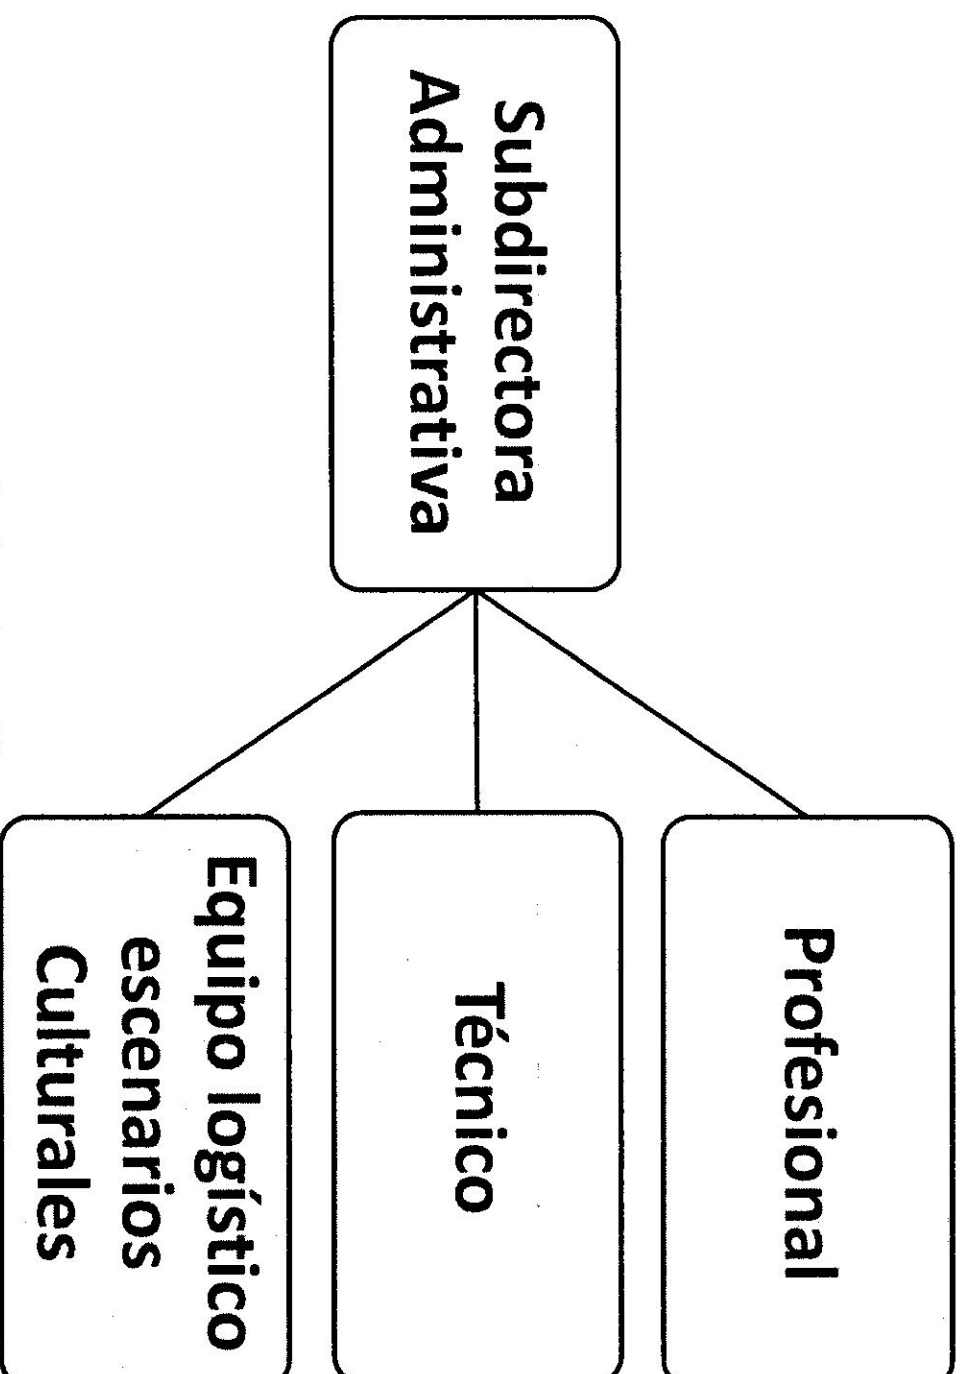 Subdirectora
Administrativa
Profesional
Técnico
Equipo logístico
escenarios
Culturales